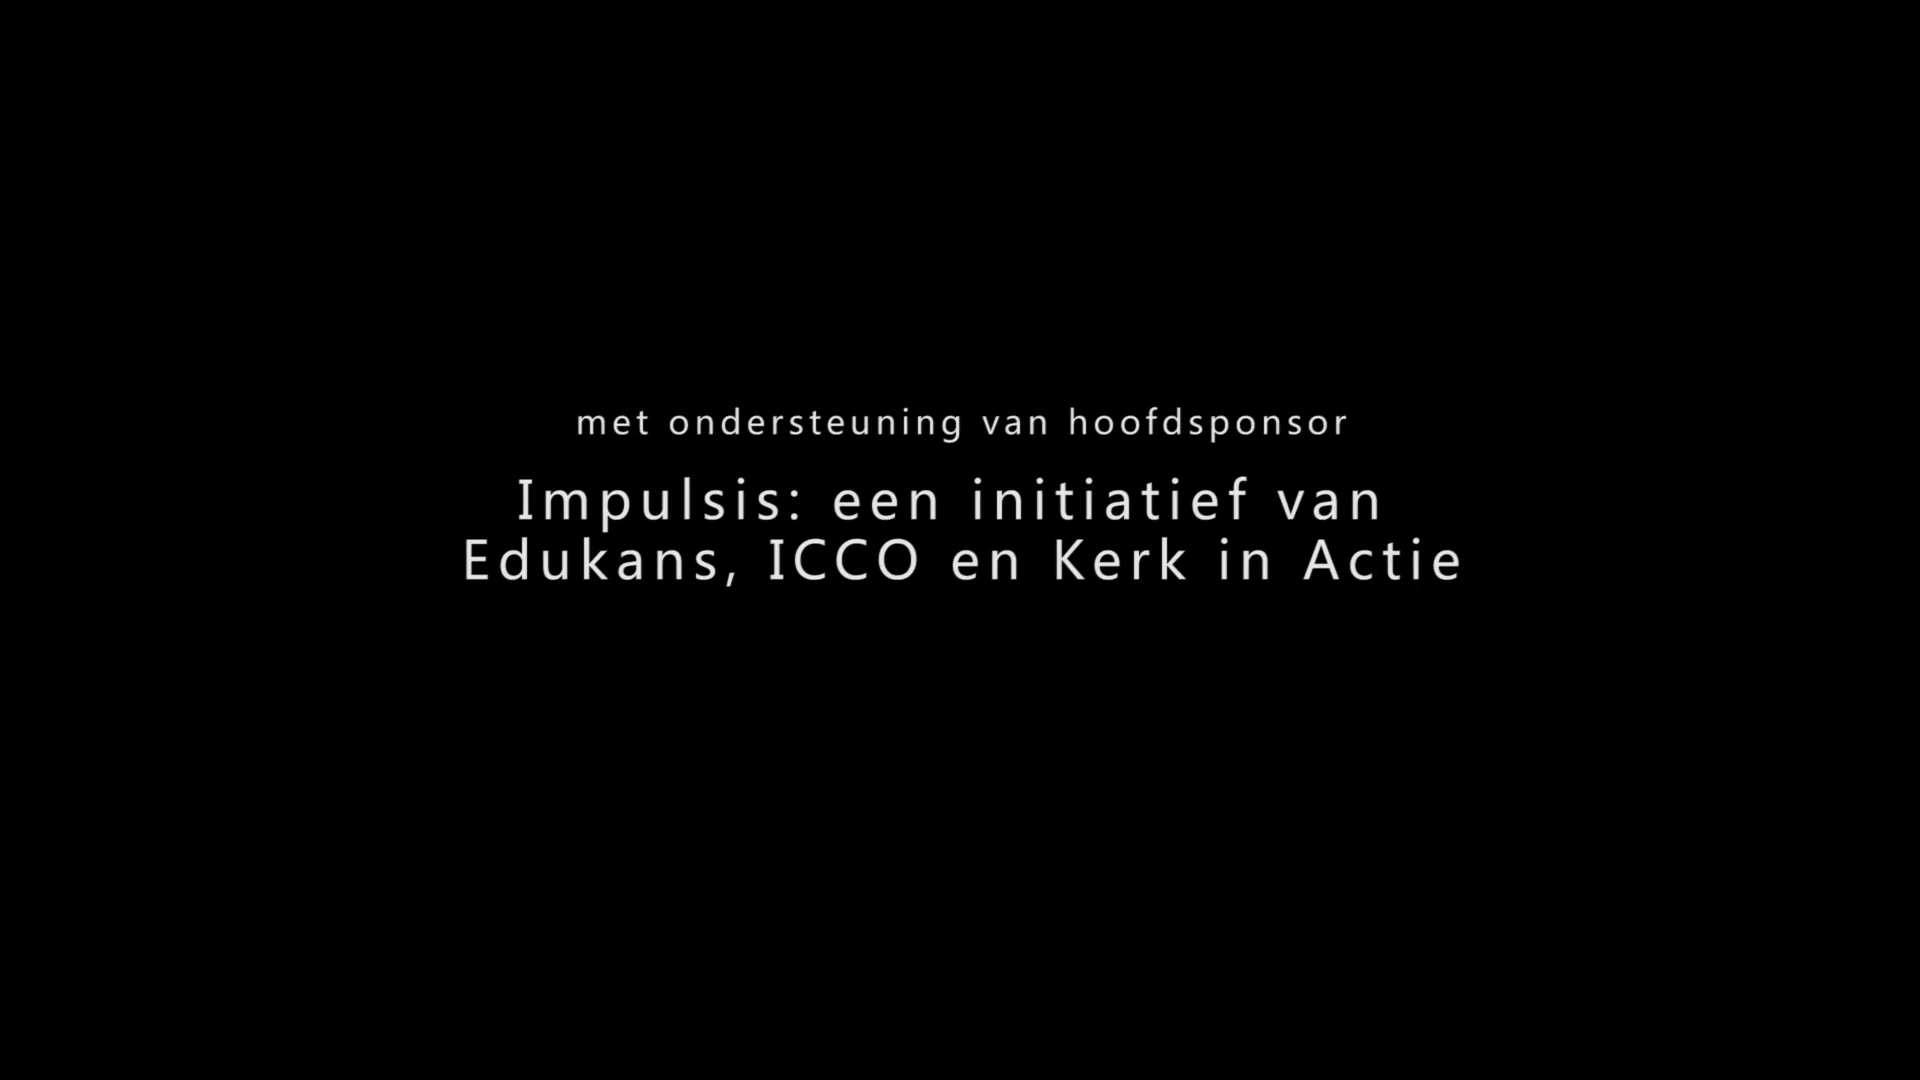 met ondersteuning van hoofdsponsor
Impulsis: een initiatief van
Edukans, ICCO en Kerk in Actie